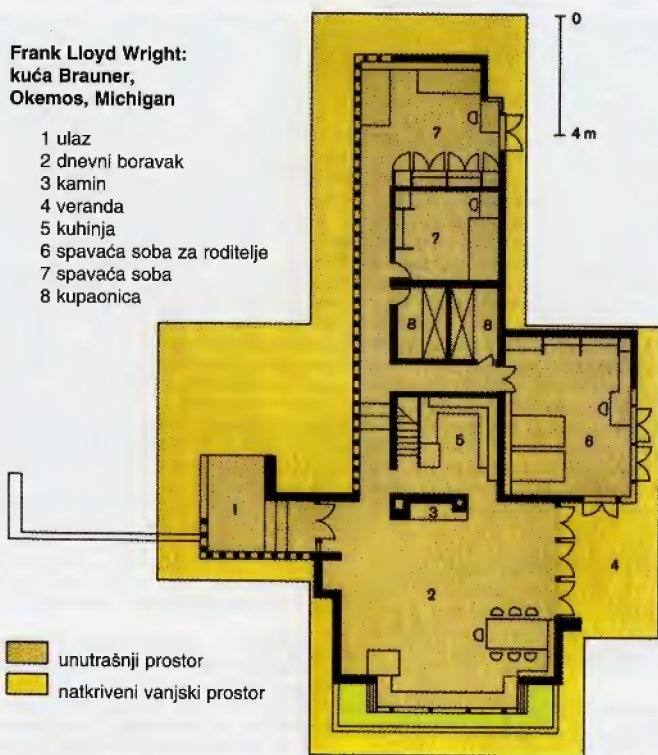 Frank Lloyd Wright:
kuća Brauner,
Okemos, Michigan
1 ulaz
2 dnevni boravak
3 kamin
4 veranda
5 kuhinja
6 spavaća soba za roditelje
7 spavaća soba
8 kupaonica
0
4 m
7
7
8 8
6
5
1
3
4
2
unutrašnji prostor
natkriveni vanjski prostor